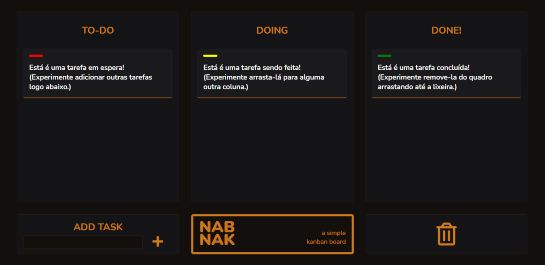 TO-DO
Está é uma tarefa em espera!
(Experimente adicionar outras tarefas
logo abaixo.)
DOING
Está é uma tarefa sendo feita!
(Experimente arrasta-lá para alguma
outra coluna.)
DONE!
Está é uma tarefa concluída!
(Experimente remove-la do quadro
arrastando até a lixeira.)
ADD TASK
+
NAB
NAK
a simple
kanban board